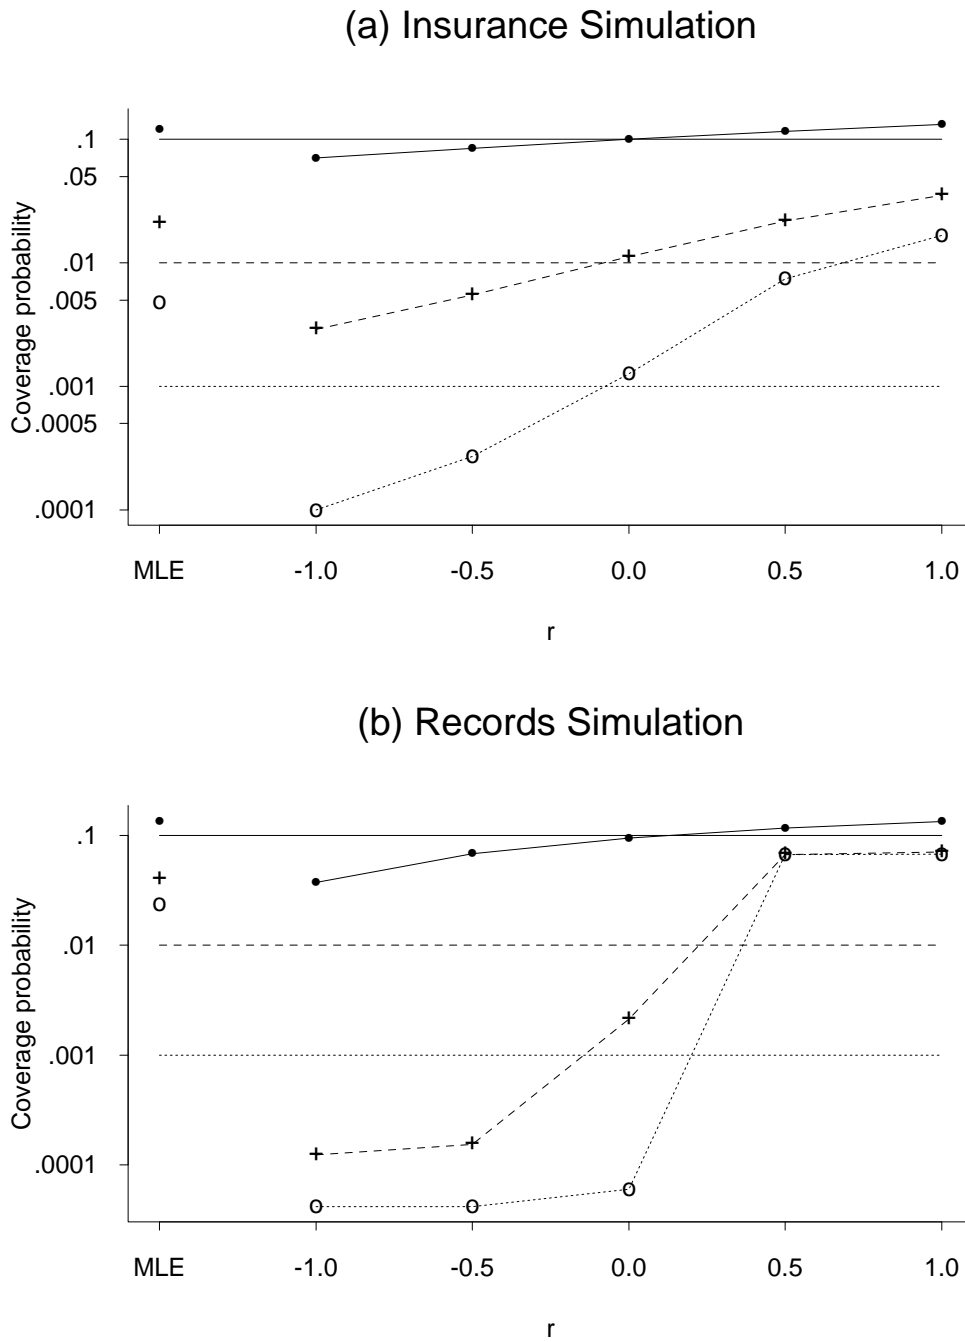 (a) Insurance Simulation
Coverage probability
.1
.05
.01
.005
.001
.0005
.0001
MLE -1.0 -0.5 0.0 0.5 1.0
r
(b) Records Simulation
Coverage probability
.1
.01
.001
.0001
MLE -1.0 -0.5 0.0 0.5 1.0
r